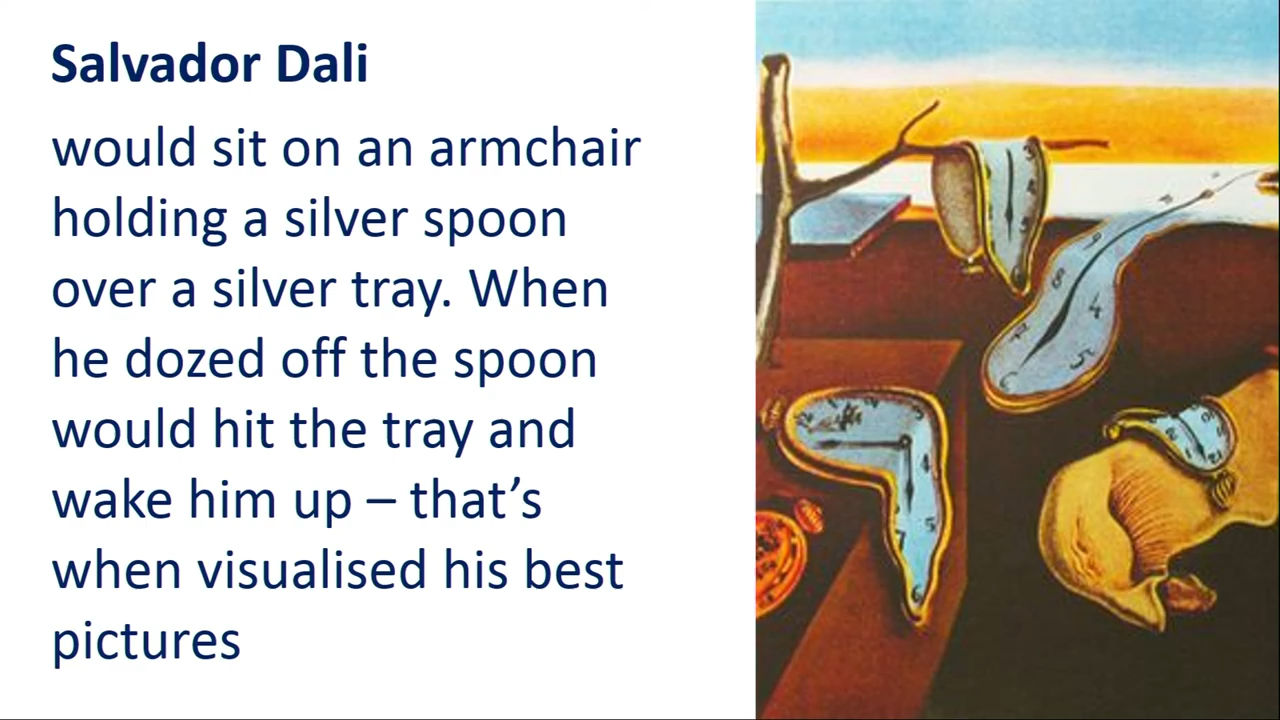 Salvador Dali
would sit on an armchair
holding a silver spoon
over a silver tray. When
he dozed off the spoon
would hit the tray and
wake him up – that’s
when visualised his best
pictures